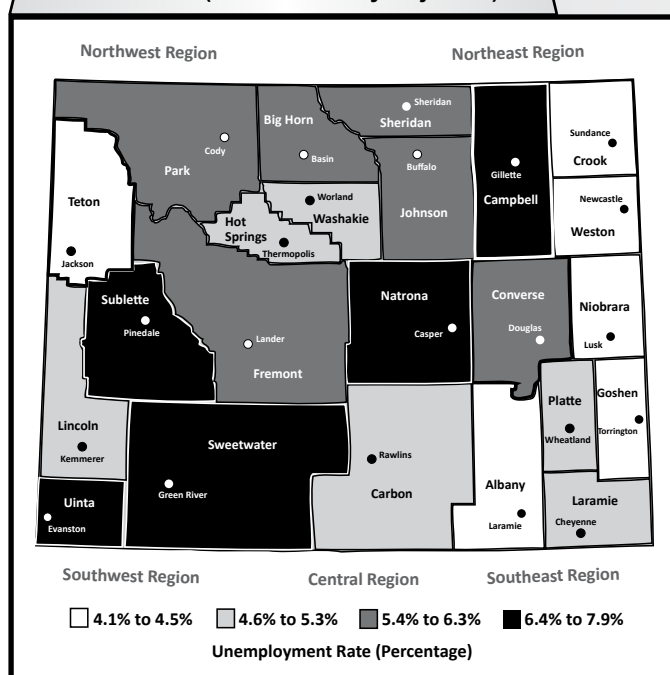 Northwest Region
Northeast Region
Sheridan
Sheridan
Big Horn
Cody
Basin
Buffalo
Park
Gillette
Campbell
Sundance
Crook
Teton
Worland
Washakie
Johnson
Newcastle
Weston
Hot
Springs
Thermopolis
Jackson
Sublette
Pinedale
Natrona
Casper
Converse
Douglas
Niobrara
Lusk
Lander
Fremont
Platte
Wheatland
Goshen
Torrington
Lincoln
Kemmerer
Sweetwater
Green River
Rawlins
Carbon
Albany
Laramie
Laramie
Cheyenne
Uinta
Evanston
Southwest Region
Central Region
Southeast Region
4.1% to 4.5%
4.6% to 5.3%
5.4% to 6.3%
6.4% to 7.9%
Unemployment Rate (Percentage)